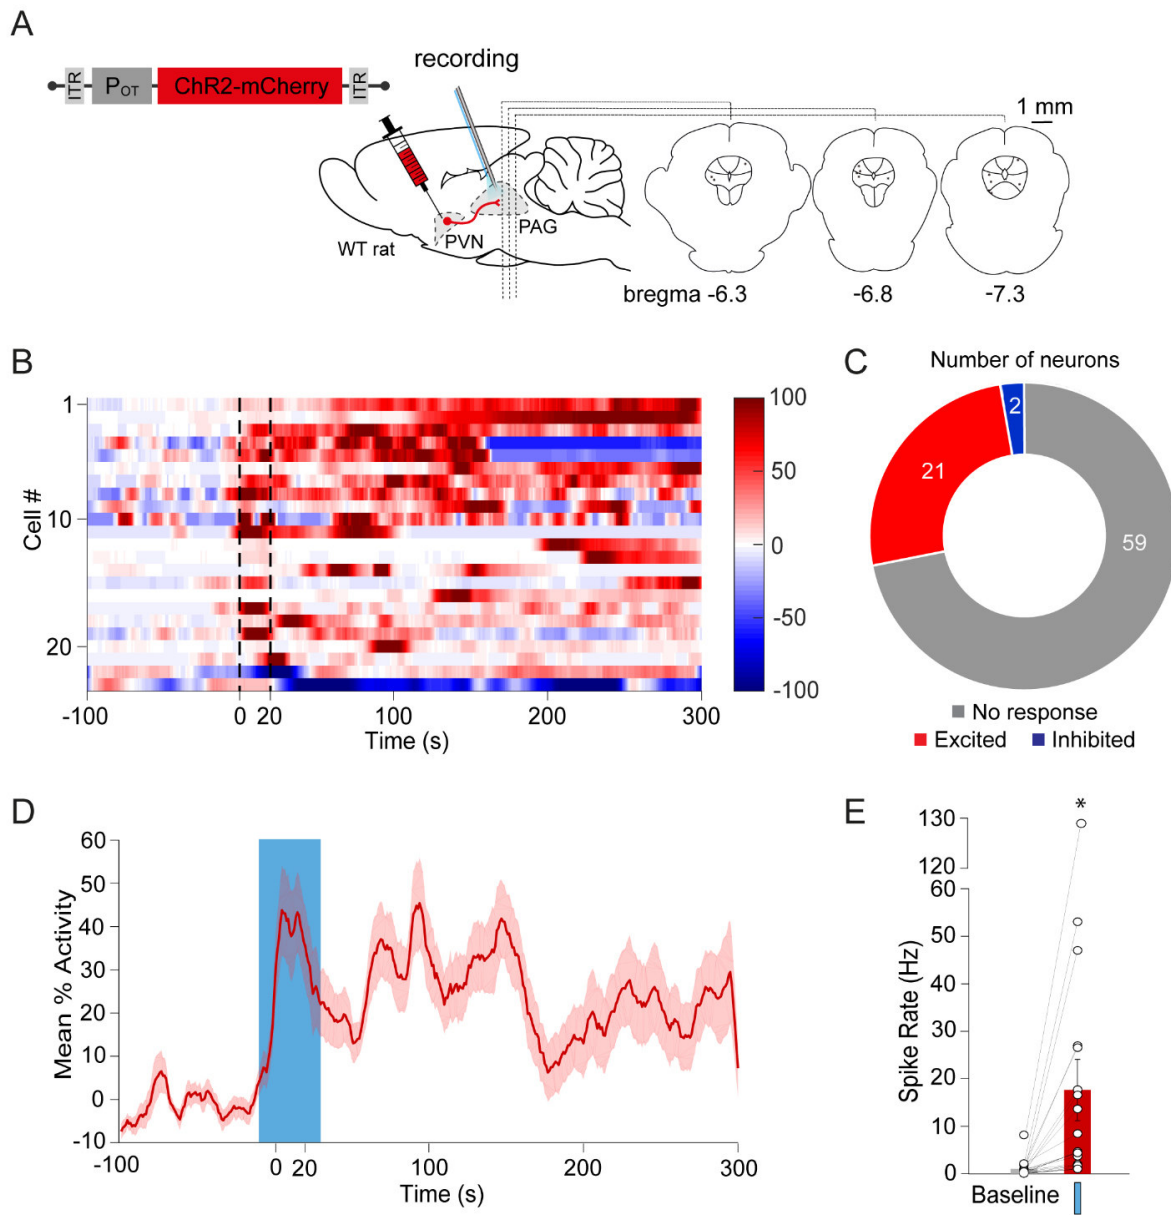 A
recording
ITR
P_OT
ChR2-mCherry
ITR
1 mm
WT rat
PVN
PAG
bregma -6.3
-6.8
-7.3
B
1
10
20
Cell #
-100
0
20
100
200
300
Time (s)
100
50
0
-50
-100
C
Number of neurons
2
21
59
No response
Excited
Inhibited
D
60
50
40
30
20
10
0
-10
Mean % Activity
-100
0
20
100
200
300
Time (s)
E
*
130
120
60
50
40
30
20
10
0
Spike Rate (Hz)
Baseline